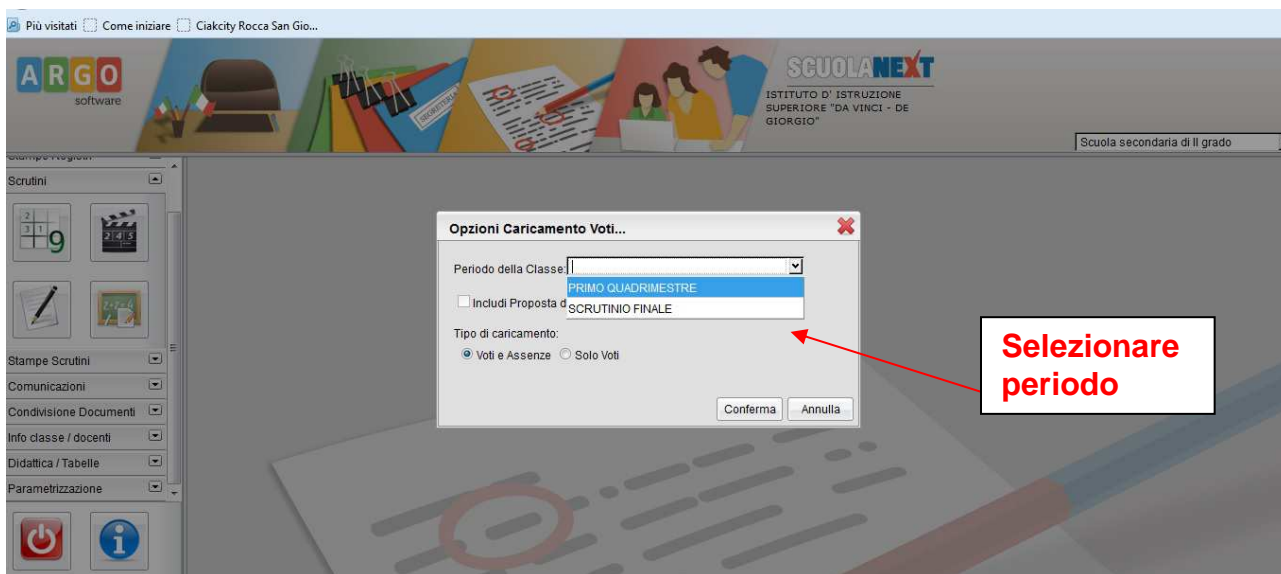 Più visitati Come iniziare Ciakcity Rocca San Gio...
ARGO
software
SEGRETERIA
SCUOLANEXT
ISTITUTO D' ISTRUZIONE
SUPERIORE "DA VINCI - DE
GIORGIO"
Scuola secondaria di II grado
Stampe Registri
Scrutini
Opzioni Caricamento Voti...
Periodo della Classe:
PRIMO QUADRIMESTRE
Includi Proposta d
SCRUTINIO FINALE
Tipo di caricamento:
Voti e Assenze Solo Voti
Conferma Annulla
Selezionare
periodo
Stampe Scrutini
Comunicazioni
Condivisione Documenti
Info classe / docenti
Didattica / Tabelle
Parametrizzazione